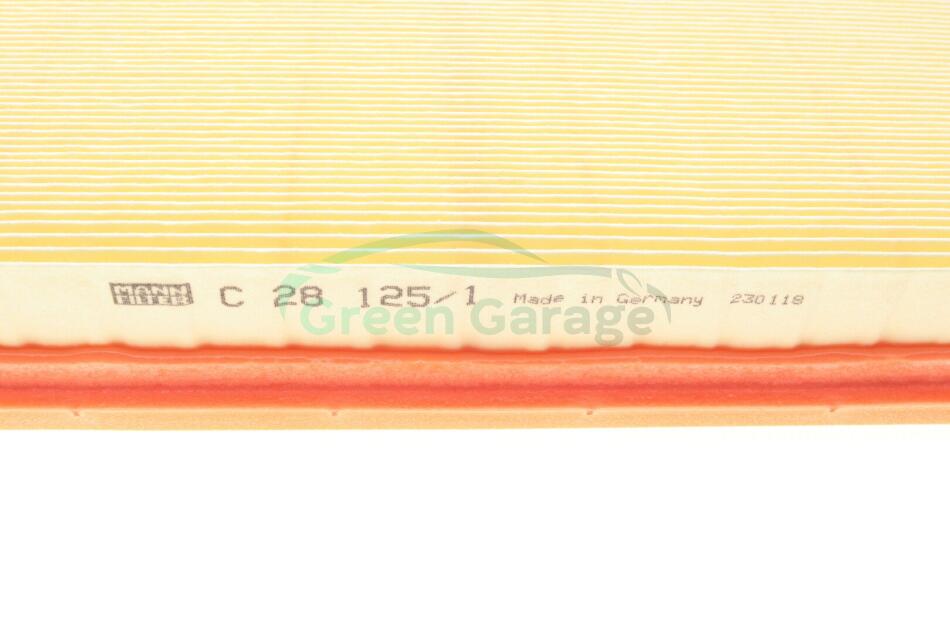 MANN
FILTER
C 28 125/1 Made in Germany 230118
Green Garage